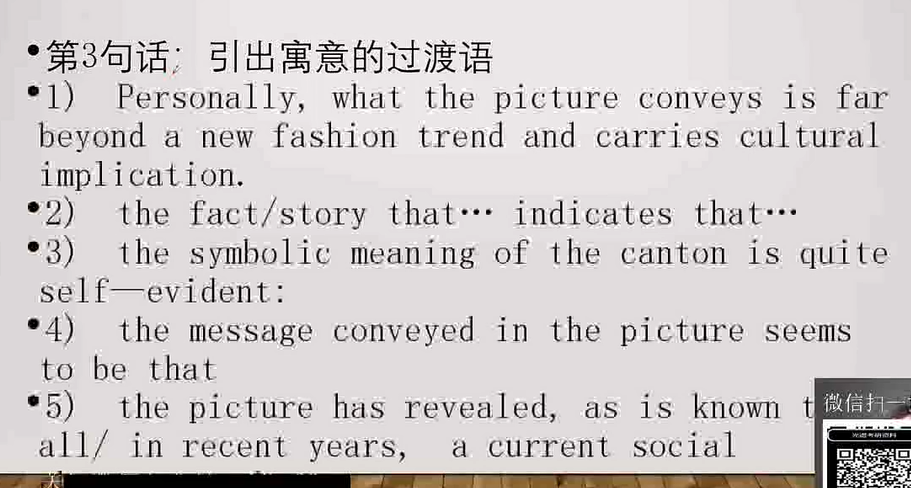 •第3句话； 引出寓意的过渡语
•1) Personally, what the picture conveys is far
beyond a new fashion trend and carries cultural
implication.
•2) the fact/story that… indicates that…
•3) the symbolic meaning of the canton is quite
self—evident:
•4) the message conveyed in the picture seems
to be that
•5) the picture has revealed, as is known
all/ in recent years, a current social
微信扫一